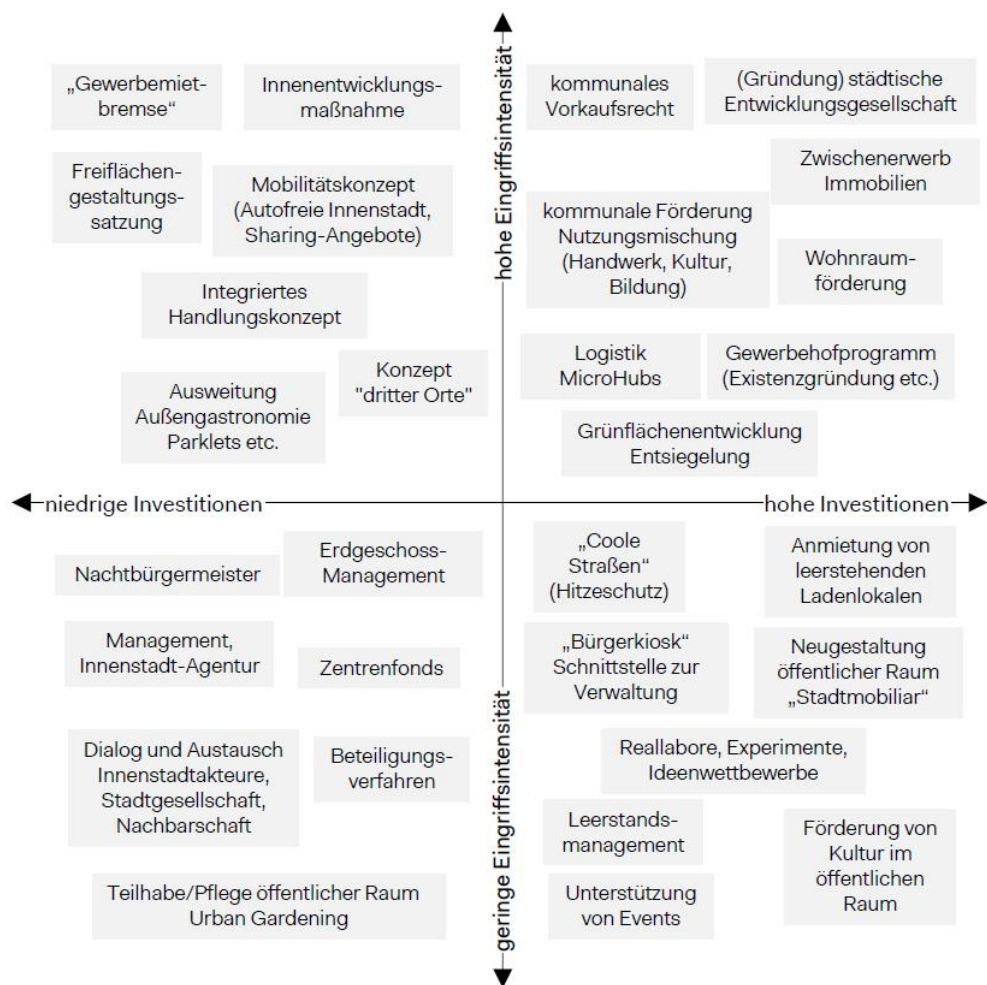 „Gewerbemiet-
bremse“
Innenentwicklungs-
maßnahme
Freiflächen-
gestaltungs-
satzung
Mobilitätskonzept
(Autofreie Innenstadt,
Sharing-Angebote)
Integriertes
Handlungskonzept
Konzept
"dritter Orte"
Ausweitung
Außengastronomie
Parklets etc.
hohe Eingriffsintensität
kommunales
Vorkaufsrecht
(Gründung) städtische
Entwicklungsgesellschaft
Zwischenerwerb
Immobilien
kommunale Förderung
Nutzungsmischung
(Handwerk, Kultur,
Bildung)
Wohnraum-
förderung
Logistik
MicroHubs
Gewerbehofprogramm
(Existenzgründung etc.)
Grünflächenentwicklung
Entsiegelung
niedrige Investitionen
hohe Investitionen
Nachtbürgermeister
Erdgeschoss-
Management
Management,
Innenstadt-Agentur
Zentrenfonds
Dialog und Austausch
Innenstadtakteure,
Stadtgesellschaft,
Nachbarschaft
Beteiligungs-
verfahren
Teilhabe/Pflege öffentlicher Raum
Urban Gardening
geringe Eingriffsintensität
„Coole
Straßen“
(Hitzeschutz)
Anmietung von
leerstehenden
Ladenlokalen
„Bürgerkiosk“
Schnittstelle zur
Verwaltung
Neugestaltung
öffentlicher Raum
„Stadtmobiliar“
Reallabore, Experimente,
Ideenwettbewerbe
Leerstands-
management
Förderung von
Kultur im
öffentlichen
Raum
Unterstützung
von Events